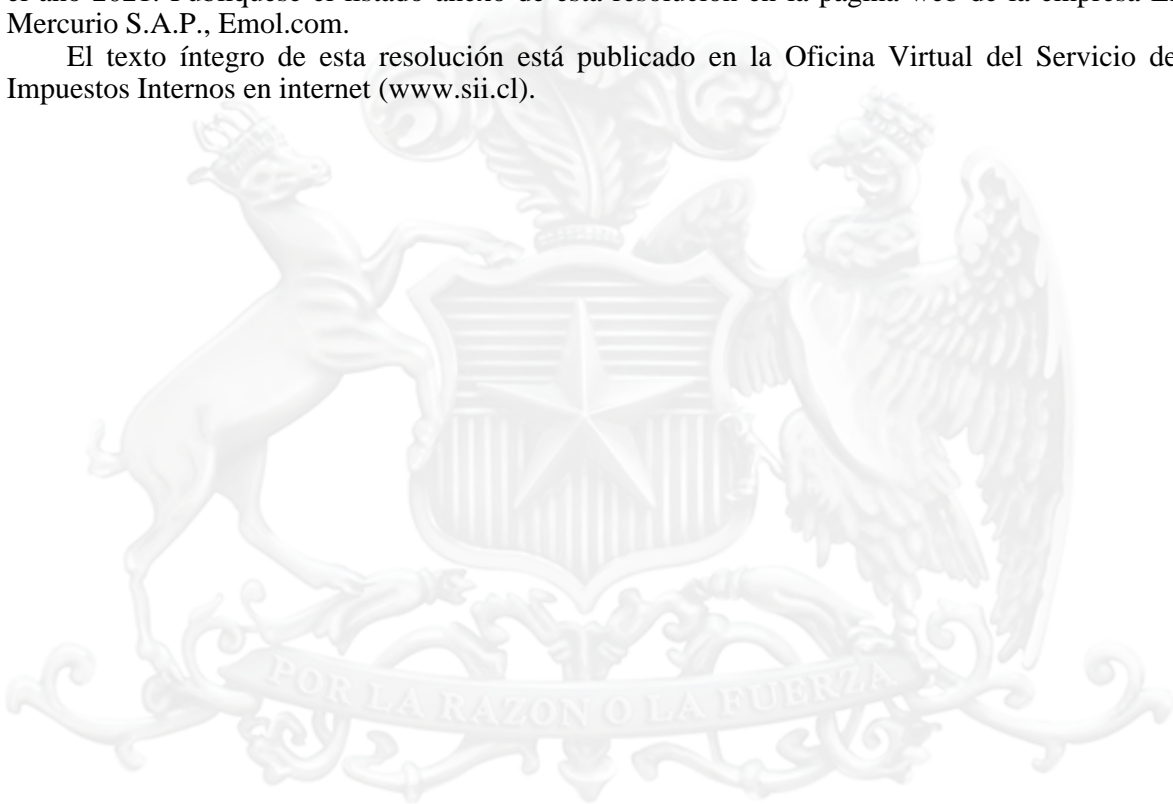 Mercurio S.A.P., Emol.com.
El texto íntegro de esta resolución está publicado en la Oficina Virtual del Servicio de
Impuestos Internos en internet (www.sii.cl).
POR LA RAZON O LA FUERZA